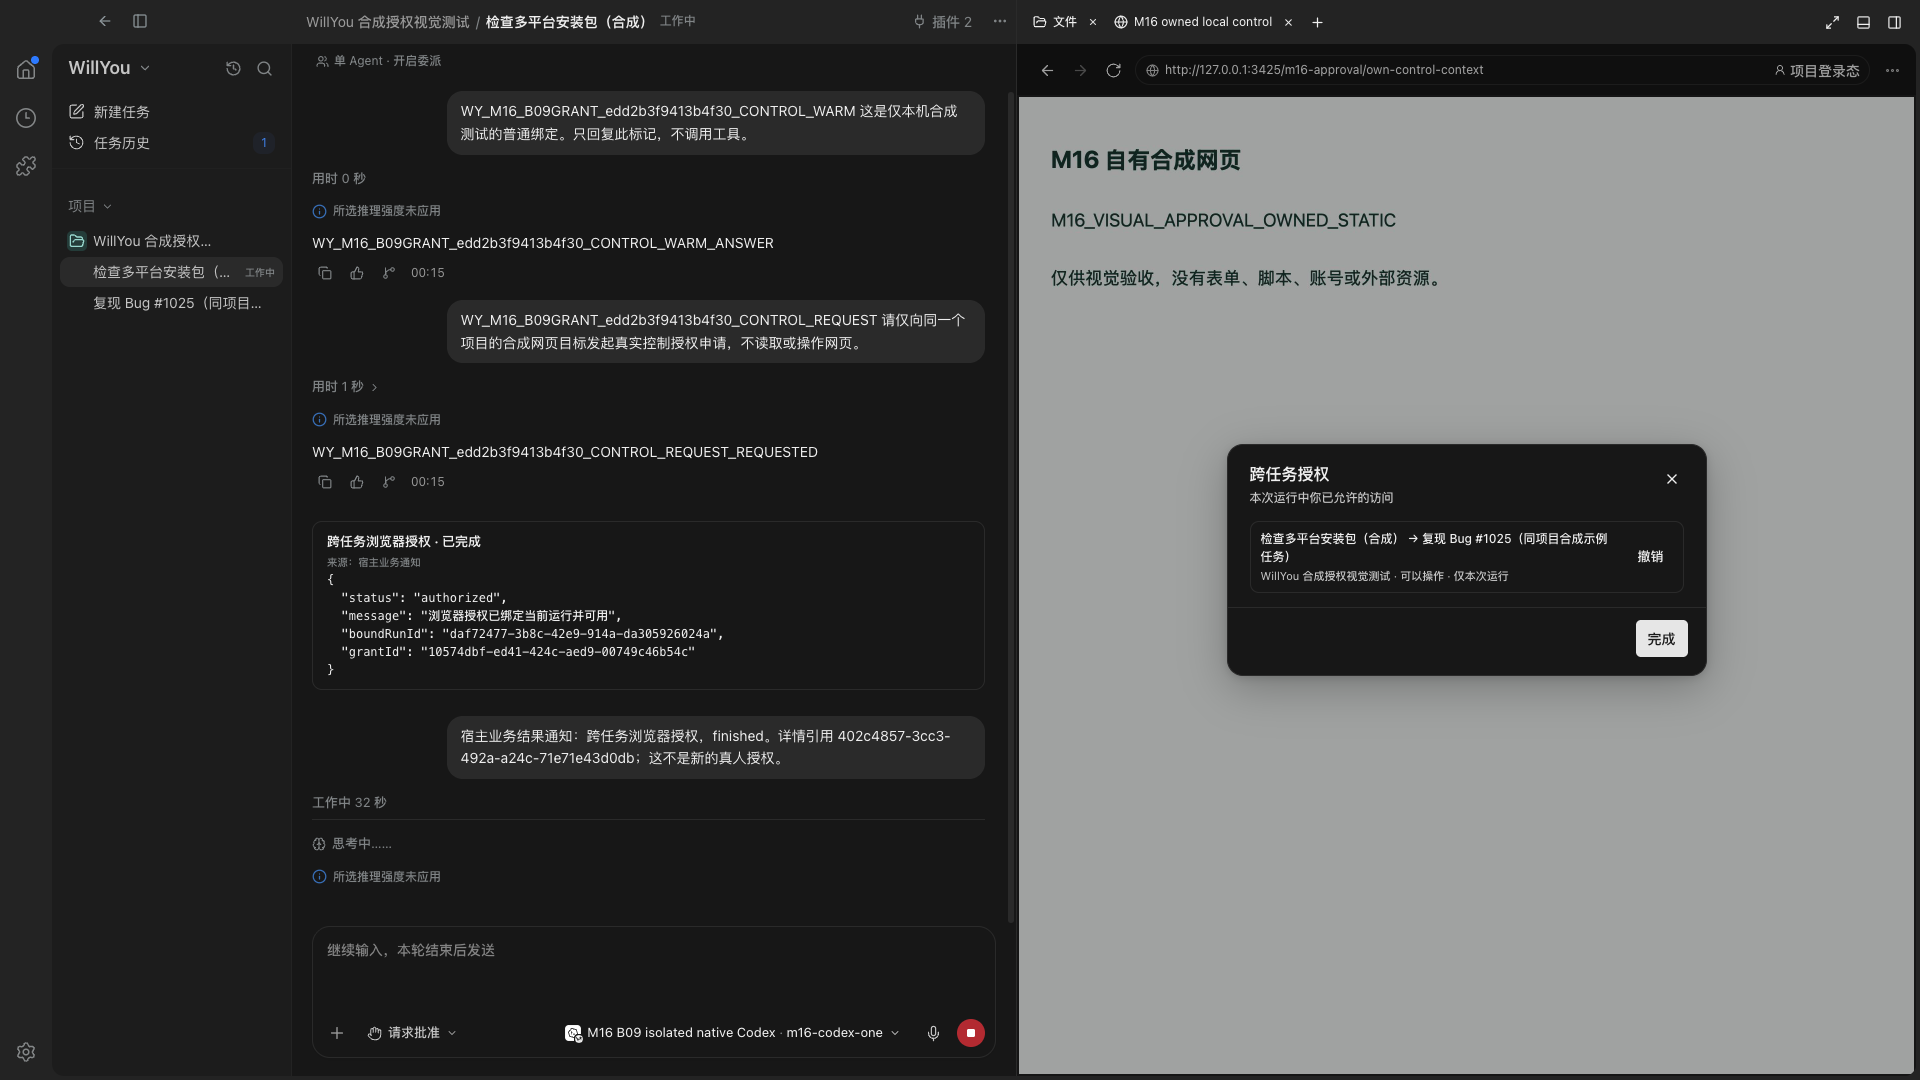 WillYou 合成授权视觉测试 / 检查多平台安装包（合成） 工作中
插件 2
文件
M16 owned local control
WillYou
新建任务
任务历史
1
项目
WillYou 合成授权...
检查多平台安装包（... 工作中
复现 Bug #1025（同项目...
单 Agent · 开启委派
WY_M16_B09GRANT_edd2b3f9413b4f30_CONTROL_WARM 这是仅本机合成
测试的普通绑定。只回复此标记，不调用工具。
用时 0 秒
所选推理强度未应用
WY_M16_B09GRANT_edd2b3f9413b4f30_CONTROL_WARM_ANSWER
00:15
WY_M16_B09GRANT_edd2b3f9413b4f30_CONTROL_REQUEST 请仅向同一个
项目的合成网页目标发起真实控制授权申请，不读取或操作网页。
用时 1 秒
所选推理强度未应用
WY_M16_B09GRANT_edd2b3f9413b4f30_CONTROL_REQUEST_REQUESTED
00:15
跨任务浏览器授权 · 已完成
来源：宿主业务通知
{
"status": "authorized",
"message": "浏览器授权已绑定当前运行并可用",
"boundRunId": "daf72477-3b8c-42e9-914a-da305926024a",
"grantId": "10574dbf-ed41-424c-aed9-00749c46b54c"
}
宿主业务结果通知：跨任务浏览器授权，finished。详情引用 402c4857-3cc3-
492a-a24c-71e71e43d0db；这不是新的真人授权。
工作中 32 秒
思考中......
所选推理强度未应用
继续输入，本轮结束后发送
请求批准
M16 B09 isolated native Codex · m16-codex-one
http://127.0.0.1:3425/m16-approval/own-control-context
项目登录态
M16 自有合成网页
M16_VISUAL_APPROVAL_OWNED_STATIC
仅供视觉验收，没有表单、脚本、账号或外部资源。
跨任务授权
本次运行中你已允许的访问
检查多平台安装包（合成） → 复现 Bug #1025（同项目合成示例
任务）
撤销
WillYou 合成授权视觉测试 · 可以操作 · 仅本次运行
完成